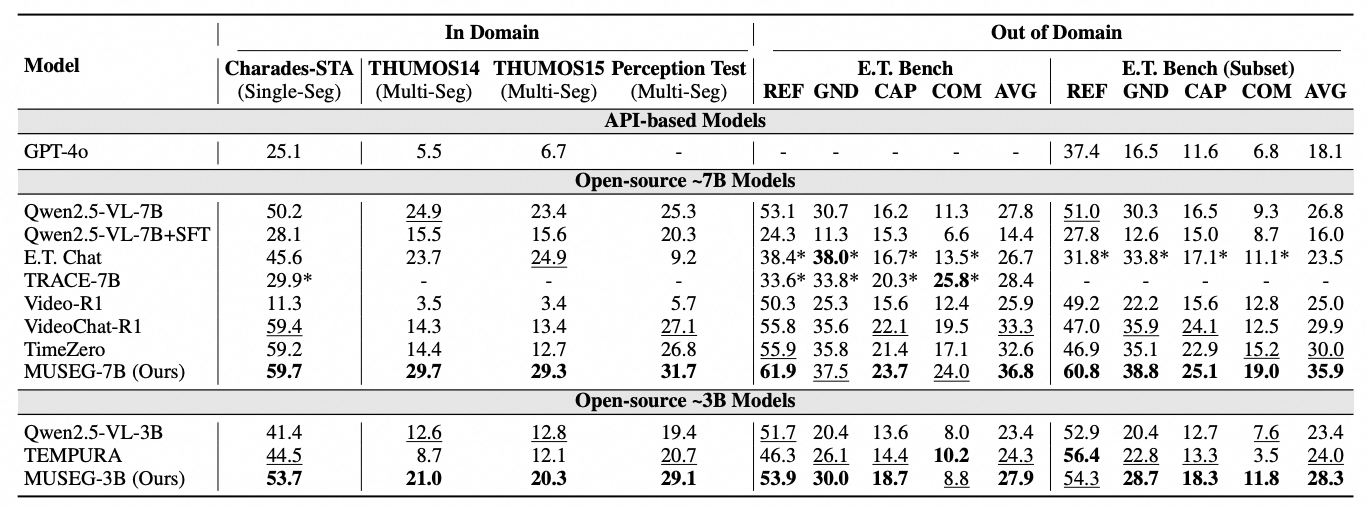 In Domain Out of Domain
Model Charades-STA THUMOS14 THUMOS15 Perception Test E.T. Bench E.T. Bench (Subset)
(Single-Seg) (Multi-Seg) (Multi-Seg) (Multi-Seg) REF GND CAP COM AVG REF GND CAP COM AVG
API-based Models
GPT-4o 25.1 5.5 6.7 - - - - - - 37.4 16.5 11.6 6.8 18.1
Open-source ~7B Models
Qwen2.5-VL-7B 50.2 24.9 23.4 25.3 53.1 30.7 16.2 11.3 27.8 51.0 30.3 16.5 9.3 26.8
Qwen2.5-VL-7B+SFT 28.1 15.5 15.6 20.3 24.3 11.3 15.3 6.6 14.4 27.8 12.6 15.0 8.7 16.0
E.T. Chat 45.6 23.7 24.9 9.2 38.4* 38.0* 16.7* 13.5* 26.7 31.8* 33.8* 17.1* 11.1* 23.5
TRACE-7B 29.9* - - - 33.6* 33.8* 20.3* 25.8* 28.4 - - - - -
Video-R1 11.3 3.5 3.4 5.7 50.3 25.3 15.6 12.4 25.9 49.2 22.2 15.6 12.8 25.0
VideoChat-R1 59.4 14.3 13.4 27.1 55.8 35.6 22.1 19.5 33.3 47.0 35.9 24.1 12.5 29.9
TimeZero 59.2 14.4 12.7 26.8 55.9 35.8 21.4 17.1 32.6 46.9 35.1 22.9 15.2 30.0
MUSEG-7B (Ours) 59.7 29.7 29.3 31.7 61.9 37.5 23.7 24.0 36.8 60.8 38.8 25.1 19.0 35.9
Open-source ~3B Models
Qwen2.5-VL-3B 41.4 12.6 12.8 19.4 51.7 20.4 13.6 8.0 23.4 52.9 20.4 12.7 7.6 23.4
TEMPURA 44.5 8.7 12.1 20.7 46.3 26.1 14.4 10.2 24.3 56.4 22.8 13.3 3.5 24.0
MUSEG-3B (Ours) 53.7 21.0 20.3 29.1 53.9 30.0 18.7 8.8 27.9 54.3 28.7 18.3 11.8 28.3